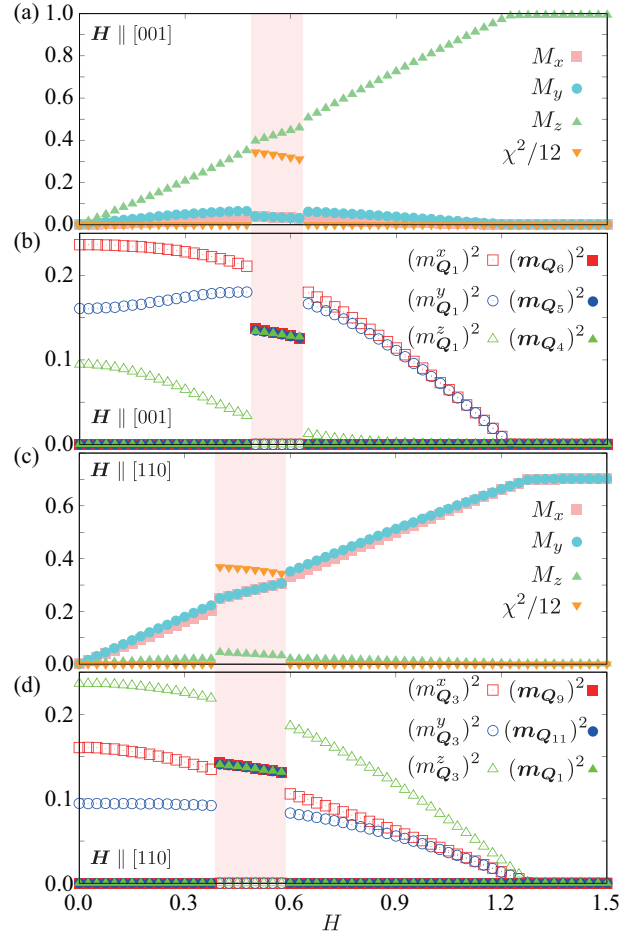 (a)
H ∥ [001]
1.0
0.8
0.6
0.4
0.2
0.0
M_x
M_y
M_z
χ²/12
(b)
0.2
0.1
0.0
(m^x_{Q_1})² (m_{Q_6})²
(m^y_{Q_1})² (m_{Q_5})²
(m^z_{Q_1})² (m_{Q_4})²
H ∥ [001]
(c)
H ∥ [110]
0.6
0.4
0.2
0.0
M_x
M_y
M_z
χ²/12
(d)
0.2
0.1
0.0
(m^x_{Q_3})² (m_{Q_9})²
(m^y_{Q_3})² (m_{Q_{11}})²
(m^z_{Q_3})² (m_{Q_1})²
H ∥ [110]
0.0 0.3 0.6 0.9 1.2 1.5
H